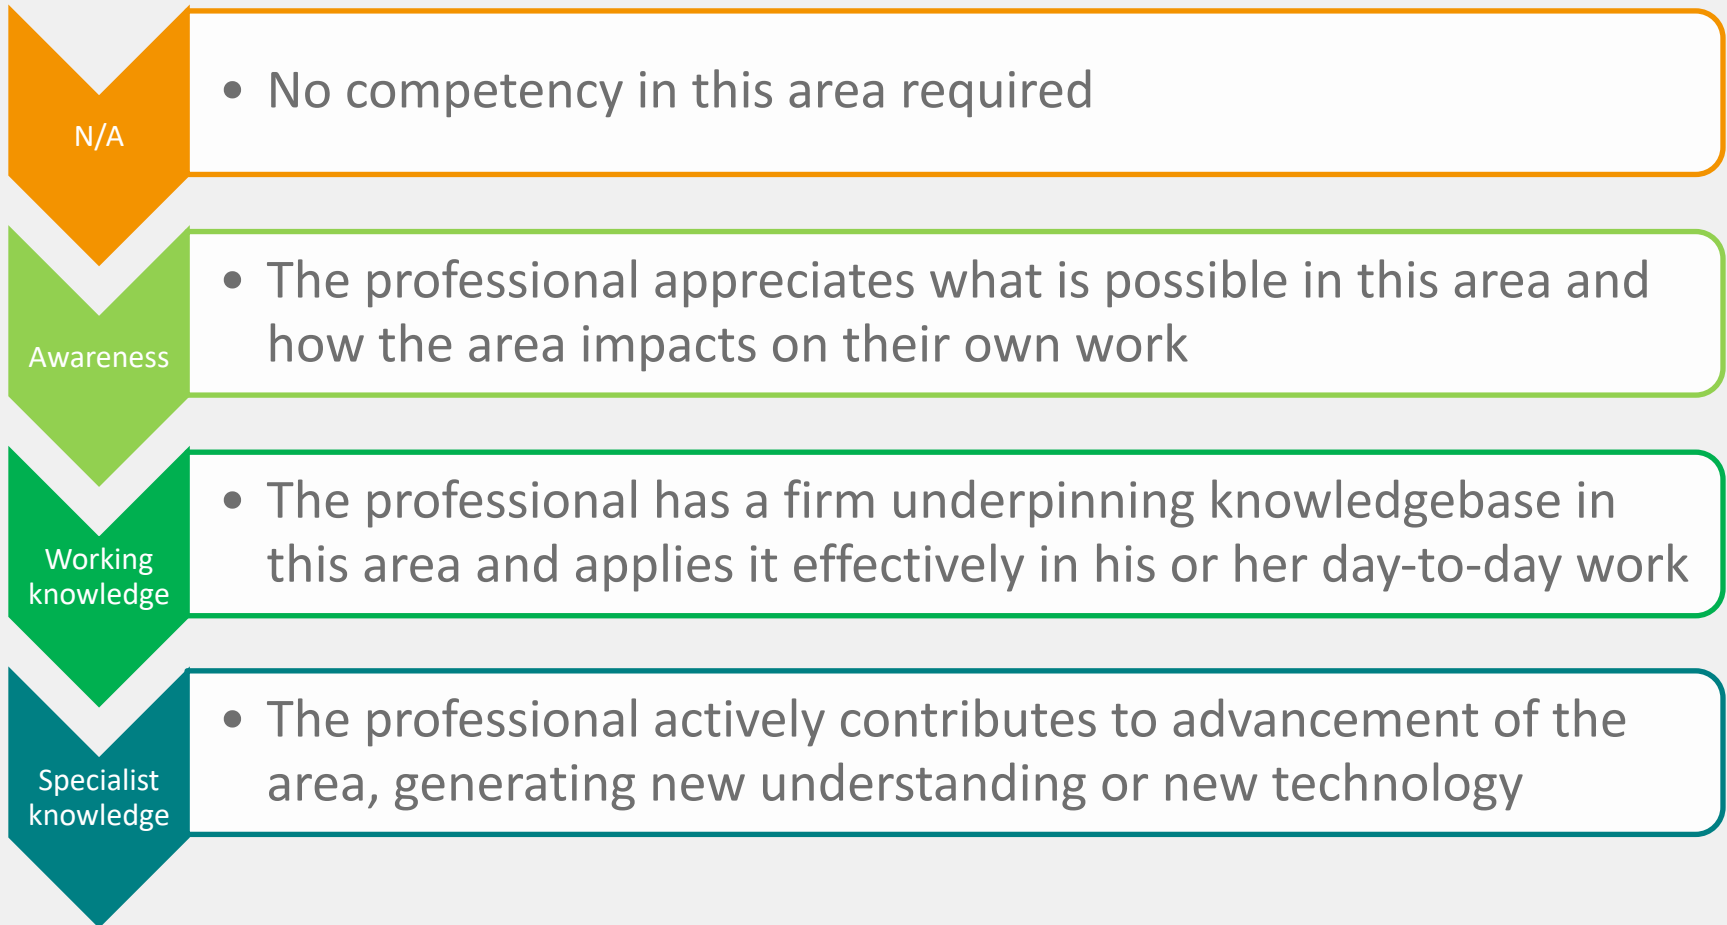 N/A
• No competency in this area required
Awareness
• The professional appreciates what is possible in this area and
how the area impacts on their own work
Working
knowledge
• The professional has a firm underpinning knowledgebase in
this area and applies it effectively in his or her day-to-day work
Specialist
knowledge
• The professional actively contributes to advancement of the
area, generating new understanding or new technology